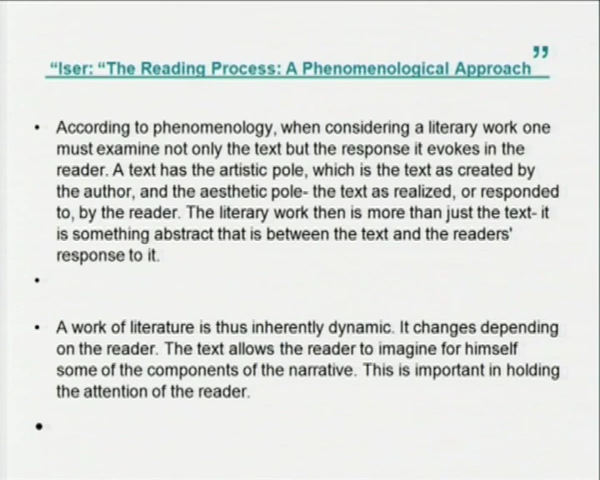 “Iser: “The Reading Process: A Phenomenological Approach”
• According to phenomenology, when considering a literary work one
must examine not only the text but the response it evokes in the
reader. A text has the artistic pole, which is the text as created by
the author, and the aesthetic pole- the text as realized, or responded
to, by the reader. The literary work then is more than just the text- it
is something abstract that is between the text and the readers'
response to it.
•
• A work of literature is thus inherently dynamic. It changes depending
on the reader. The text allows the reader to imagine for himself
some of the components of the narrative. This is important in holding
the attention of the reader.
•